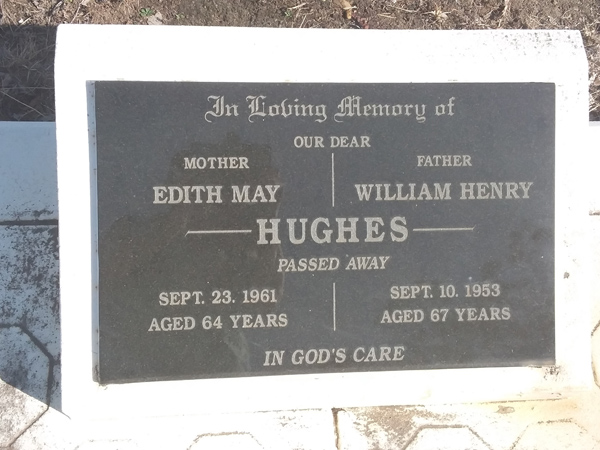 In Loving Memory of
OUR DEAR
MOTHER FATHER
EDITH MAY WILLIAM HENRY
HUGHES
PASSED AWAY
SEPT. 23. 1961 SEPT. 10. 1953
AGED 64 YEARS AGED 67 YEARS
IN GOD'S CARE